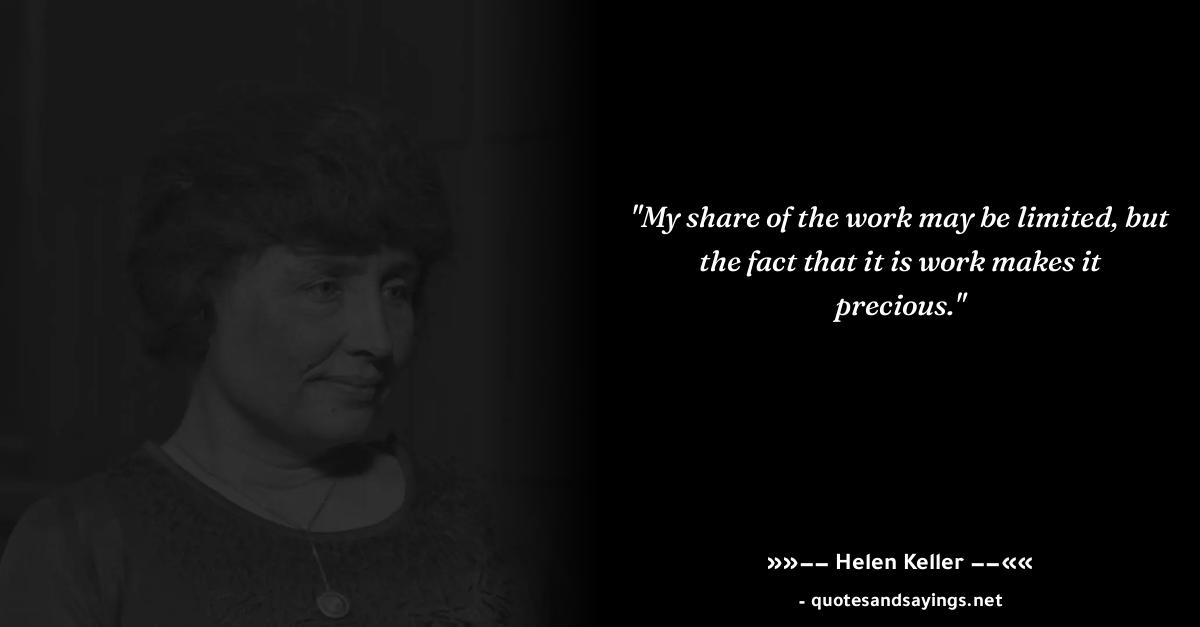 "My share of the work may be limited, but
the fact that it is work makes it
precious."
»»–– Helen Keller ––««
- quotesandsayings.net